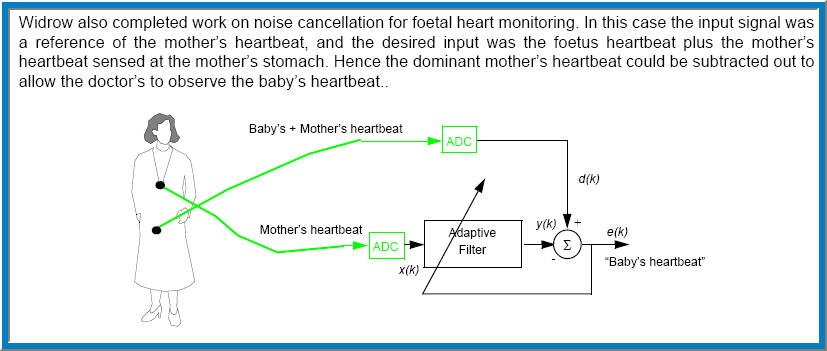 Widrow also completed work on noise cancellation for foetal heart monitoring. In this case the input signal was
a reference of the mother's heartbeat, and the desired input was the foetus heartbeat plus the mother's
heartbeat sensed at the mother's stomach. Hence the dominant mother's heartbeat could be subtracted out to
allow the doctor's to observe the baby's heartbeat..
Baby's + Mother's heartbeat
ADC
d(k)
Mother's heartbeat
ADC
x(k)
Adaptive
Filter
y(k)
+
Σ
-
e(k)
"Baby's heartbeat"